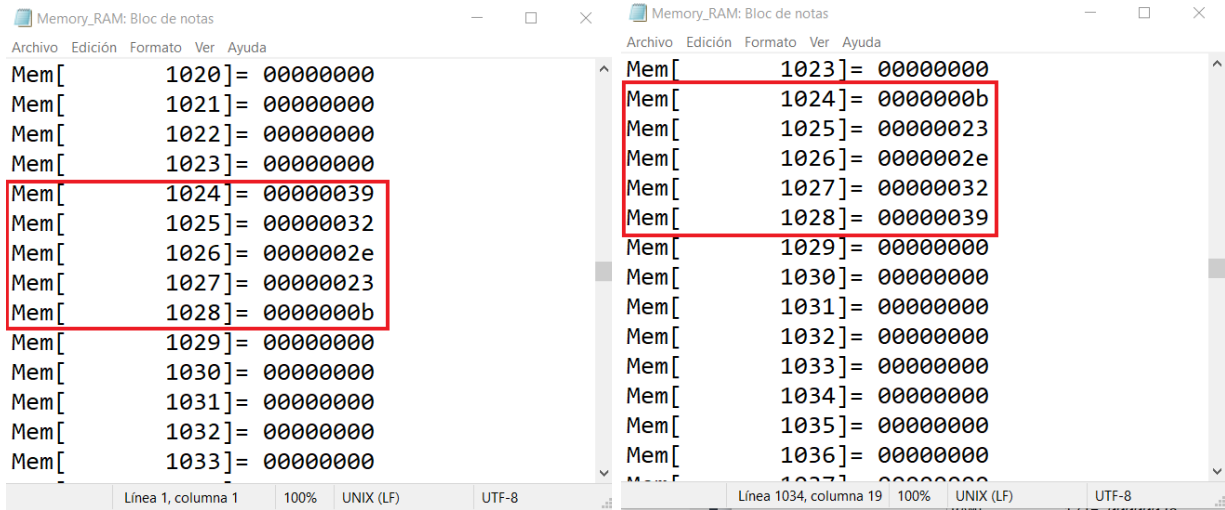 Memory_RAM: Bloc de notas
Archivo Edición Formato Ver Ayuda
Mem[ 1020]= 00000000
Mem[ 1021]= 00000000
Mem[ 1022]= 00000000
Mem[ 1023]= 00000000
Mem[ 1024]= 00000039
Mem[ 1025]= 00000032
Mem[ 1026]= 0000002e
Mem[ 1027]= 00000023
Mem[ 1028]= 0000000b
Mem[ 1029]= 00000000
Mem[ 1030]= 00000000
Mem[ 1031]= 00000000
Mem[ 1032]= 00000000
Mem[ 1033]= 00000000
Línea 1, columna 1 100% UNIX (LF) UTF-8
Memory_RAM: Bloc de notas
Archivo Edición Formato Ver Ayuda
Mem[ 1023]= 00000000
Mem[ 1024]= 0000000b
Mem[ 1025]= 00000023
Mem[ 1026]= 0000002e
Mem[ 1027]= 00000032
Mem[ 1028]= 00000039
Mem[ 1029]= 00000000
Mem[ 1030]= 00000000
Mem[ 1031]= 00000000
Mem[ 1032]= 00000000
Mem[ 1033]= 00000000
Mem[ 1034]= 00000000
Mem[ 1035]= 00000000
Mem[ 1036]= 00000000
Línea 1034, columna 19 100% UNIX (LF) UTF-8